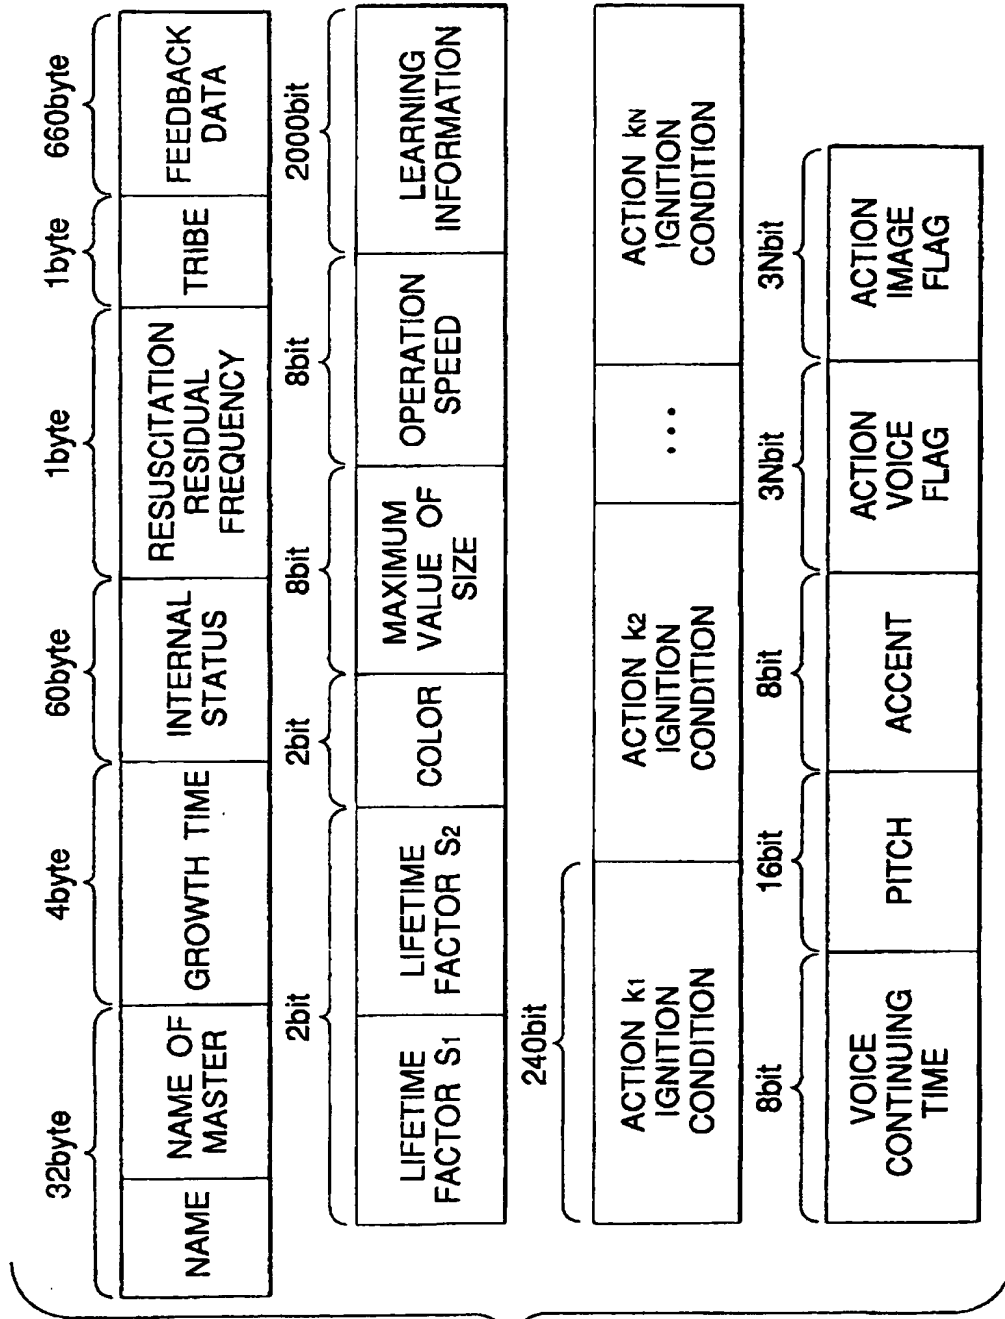 32byte
4byte
60byte
1byte
1byte
660byte
NAME
NAME OF
MASTER
GROWTH TIME
INTERNAL
STATUS
RESUSCITATION
RESIDUAL
FREQUENCY
TRIBE
FEEDBACK
DATA
2bit
2bit
8bit
8bit
2000bit
LIFETIME
FACTOR S1
LIFETIME
FACTOR S2
COLOR
MAXIMUM
VALUE OF
SIZE
OPERATION
SPEED
LEARNING
INFORMATION
240bit
ACTION k1
IGNITION
CONDITION
ACTION k2
IGNITION
CONDITION
...
ACTION kN
IGNITION
CONDITION
8bit
16bit
8bit
3Nbit
3Nbit
VOICE
CONTINUING
TIME
PITCH
ACCENT
ACTION
VOICE
FLAG
ACTION
IMAGE
FLAG